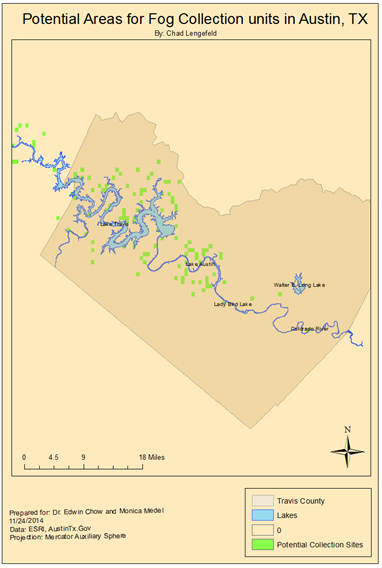 Potential Areas for Fog Collection units in Austin, TX
By: Chad Lengefeld
Lake Travis
Lake Austin
Walter E. Long Lake
Lady Bird Lake
Colorado River
N
0 4.5 9 18 Miles
Prepared for: Dr. Edwin Chow and Monica Medel
11/24/2014
Data: ESRI, AustinTx.Gov
Projection: Mercator Auxiliary Sphere
Travis County
Lakes
0
Potential Collection Sites